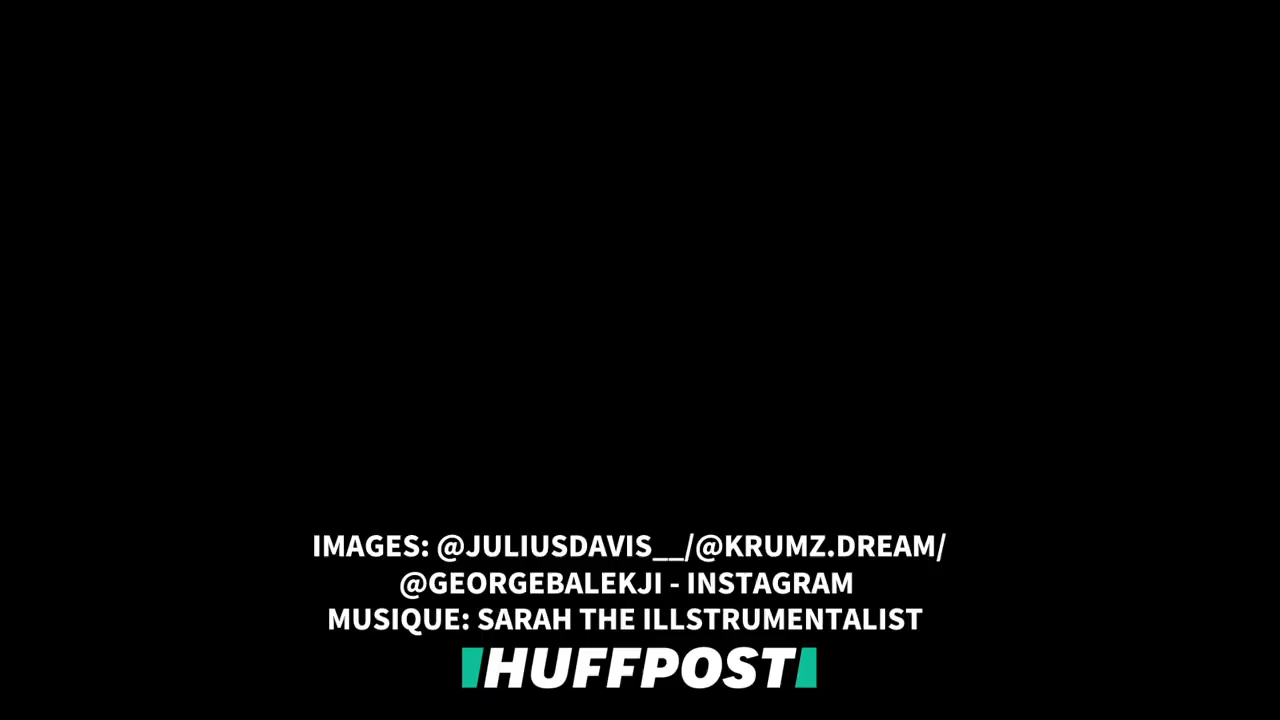 IMAGES: @JULIUSDAVIS__/@KRUMZ.DREAM/
@GEORGEBALEKJI - INSTAGRAM
MUSIQUE: SARAH THE ILLSTRUMENTALIST
HUFFPOST